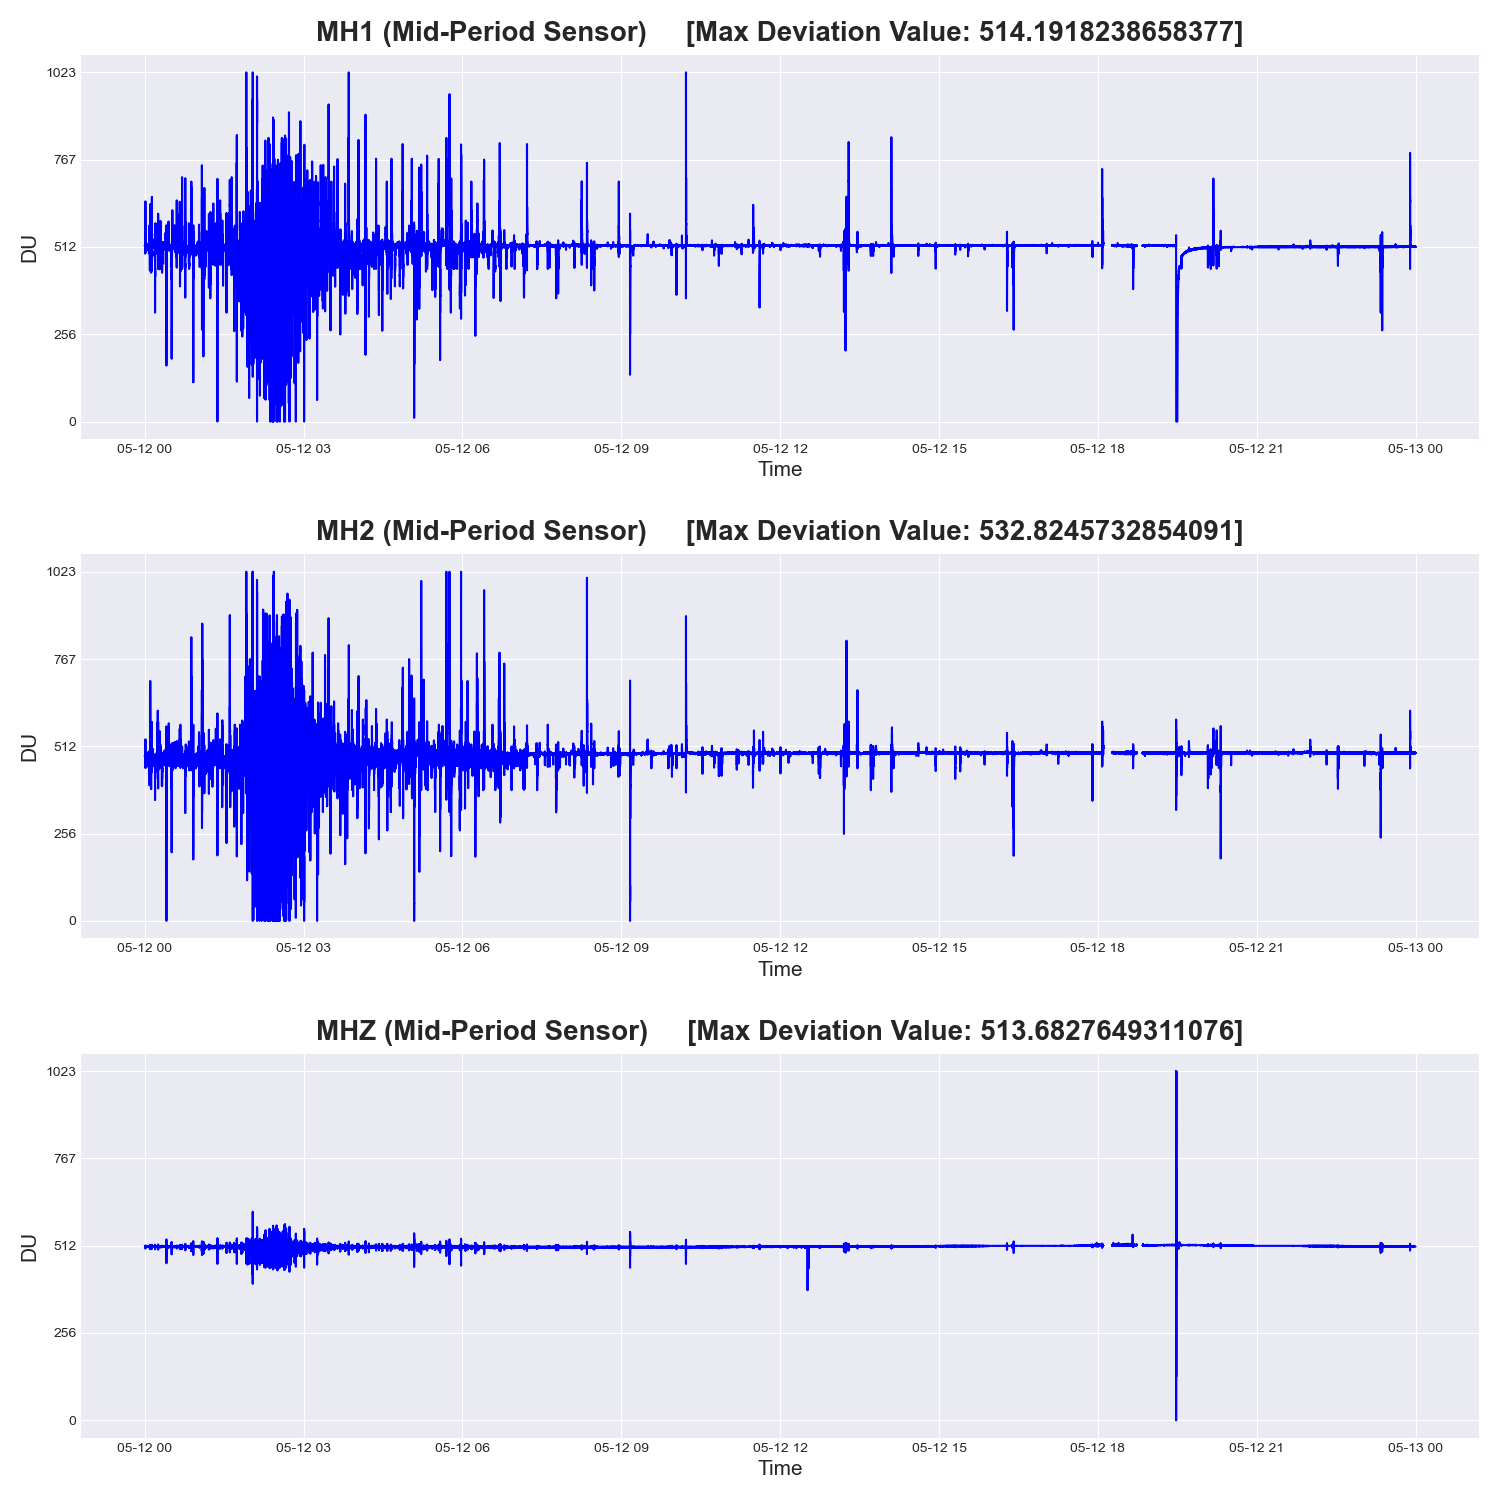 MH1 (Mid-Period Sensor) [Max Deviation Value: 514.1918238658377]
1023
767
512
256
0
DU
05-12 00 05-12 03 05-12 06 05-12 09 05-12 12 05-12 15 05-12 18 05-12 21 05-13 00
Time
MH2 (Mid-Period Sensor) [Max Deviation Value: 532.8245732854091]
1023
767
512
256
0
DU
05-12 00 05-12 03 05-12 06 05-12 09 05-12 12 05-12 15 05-12 18 05-12 21 05-13 00
Time
MHZ (Mid-Period Sensor) [Max Deviation Value: 513.6827649311076]
1023
767
512
256
0
DU
05-12 00 05-12 03 05-12 06 05-12 09 05-12 12 05-12 15 05-12 18 05-12 21 05-13 00
Time